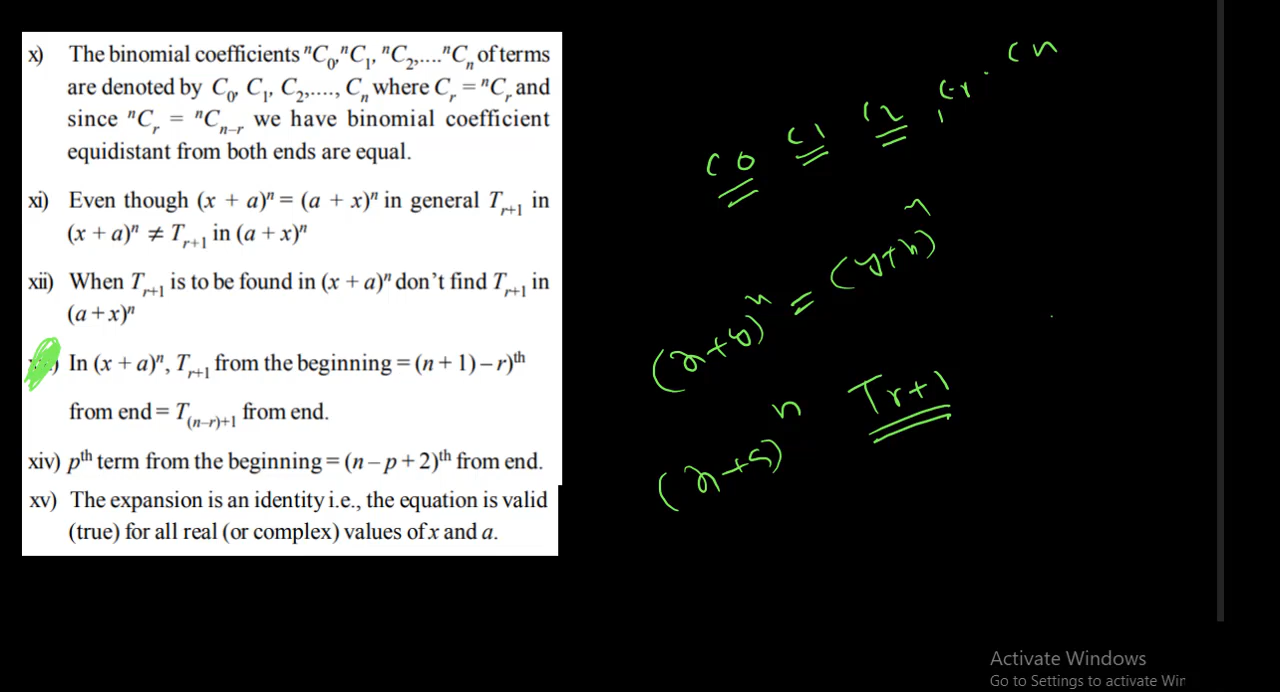 x) The binomial coefficients ⁿC₀, ⁿC₁, ⁿC₂,....ⁿCₙ of terms
are denoted by C₀, C₁, C₂,...., Cₙ where Cᵣ = ⁿCᵣ and
since ⁿCᵣ = ⁿCₙ₋ᵣ we have binomial coefficient
equidistant from both ends are equal.
xi) Even though (x + a)ⁿ = (a + x)ⁿ in general Tᵣ₊₁ in
(x + a)ⁿ ≠ Tᵣ₊₁ in (a + x)ⁿ
xii) When Tᵣ₊₁ is to be found in (x + a)ⁿ don't find Tᵣ₊₁ in
(a + x)ⁿ
) In (x + a)ⁿ, Tᵣ₊₁ from the beginning = (n + 1) – r)ᵗʰ
from end = T₍ₙ₋ᵣ₎₊₁ from end.
xiv) pᵗʰ term from the beginning = (n – p + 2)ᵗʰ from end.
xv) The expansion is an identity i.e., the equation is valid
(true) for all real (or complex) values of x and a.
C0 C1 C2, Cr . Cn
Tr+1
Activate Windows
Go to Settings to activate Wir